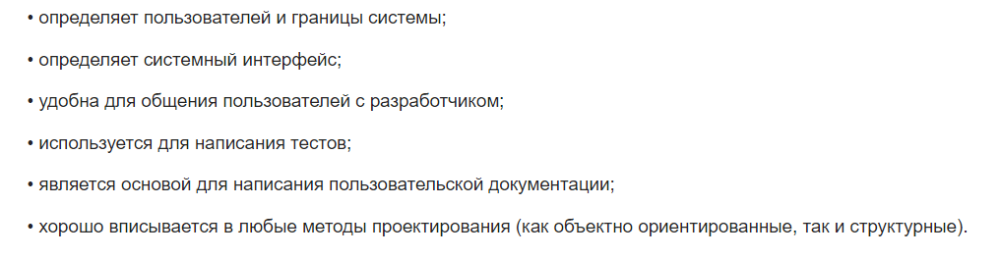 • определяет пользователей и границы системы;
• определяет системный интерфейс;
• удобна для общения пользователей с разработчиком;
• используется для написания тестов;
• является основой для написания пользовательской документации;
• хорошо вписывается в любые методы проектирования (как объектно ориентированные, так и структурные).